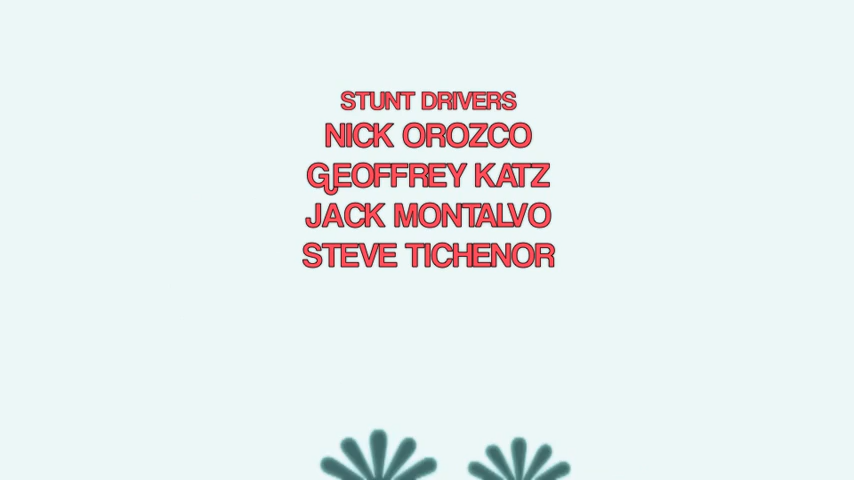 STUNT DRIVERS
NICK OROZCO
GEOFFREY KATZ
JACK MONTALVO
STEVE TICHENOR